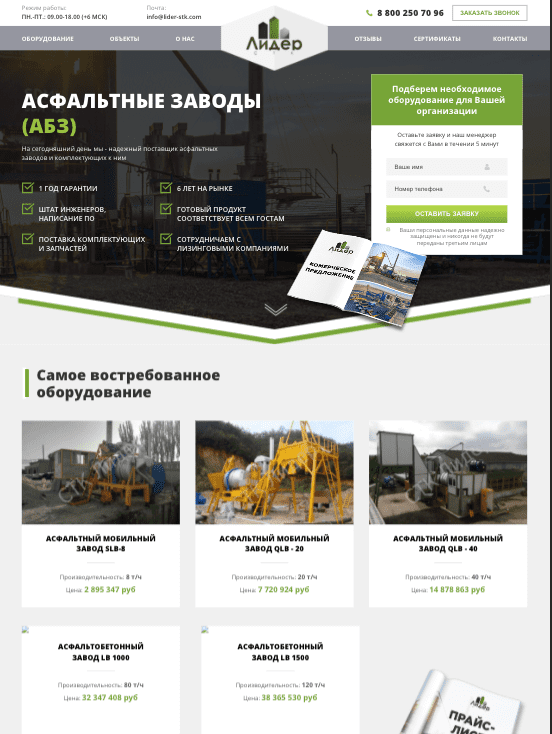 Режим работы:
ПН.-ПТ.: 09.00-18.00 (+6 МСК)
Почта:
info@lider-stk.com
8 800 250 70 96
ЗАКАЗАТЬ ЗВОНОК
ОБОРУДОВАНИЕ
ОБЪЕКТЫ
О НАС
Лидер
ОТЗЫВЫ
СЕРТИФИКАТЫ
КОНТАКТЫ
АСФАЛЬТНЫЕ ЗАВОДЫ
(АБЗ)
На сегодняшний день мы - надежный поставщик асфальтных
заводов и комплектующих к ним
1 ГОД ГАРАНТИИ
6 ЛЕТ НА РЫНКЕ
ШТАТ ИНЖЕНЕРОВ,
НАПИСАНИЕ ПО
ГОТОВЫЙ ПРОДУКТ
СООТВЕТСТВУЕТ ВСЕМ ГОСТАМ
ПОСТАВКА КОМПЛЕКТУЮЩИХ
И ЗАПЧАСТЕЙ
СОТРУДНИЧАЕМ С
ЛИЗИНГОВЫМИ КОМПАНИЯМИ
Подберем необходимое
оборудование для Вашей
организации
Оставьте заявку и наш менеджер
свяжется с Вами в течении 5 минут
Ваше имя
Номер телефона
ОСТАВИТЬ ЗАЯВКУ
Ваши персональные данные надежно
защищены и никогда не будут
переданы третьим лицам
Лидер
КОМЕРЧЕСКОЕ
ПРЕДЛОЖЕНИЕ
Самое востребованное
оборудование
АСФАЛЬТНЫЙ МОБИЛЬНЫЙ
ЗАВОД SLB-8
Производительность: 8 т/ч
Цена: 2 895 347 руб
АСФАЛЬТНЫЙ МОБИЛЬНЫЙ
ЗАВОД QLB - 20
Производительность: 20 т/ч
Цена: 7 720 924 руб
АСФАЛЬТНЫЙ МОБИЛЬНЫЙ
ЗАВОД QLB - 40
Производительность: 40 т/ч
Цена: 14 878 863 руб
АСФАЛЬТОБЕТОННЫЙ
ЗАВОД LB 1000
Производительность: 80 т/ч
Цена: 32 347 408 руб
АСФАЛЬТОБЕТОННЫЙ
ЗАВОД LB 1500
Производительность: 120 т/ч
Цена: 38 365 530 руб
Лидер
ПРАЙС-
ЛИСТ